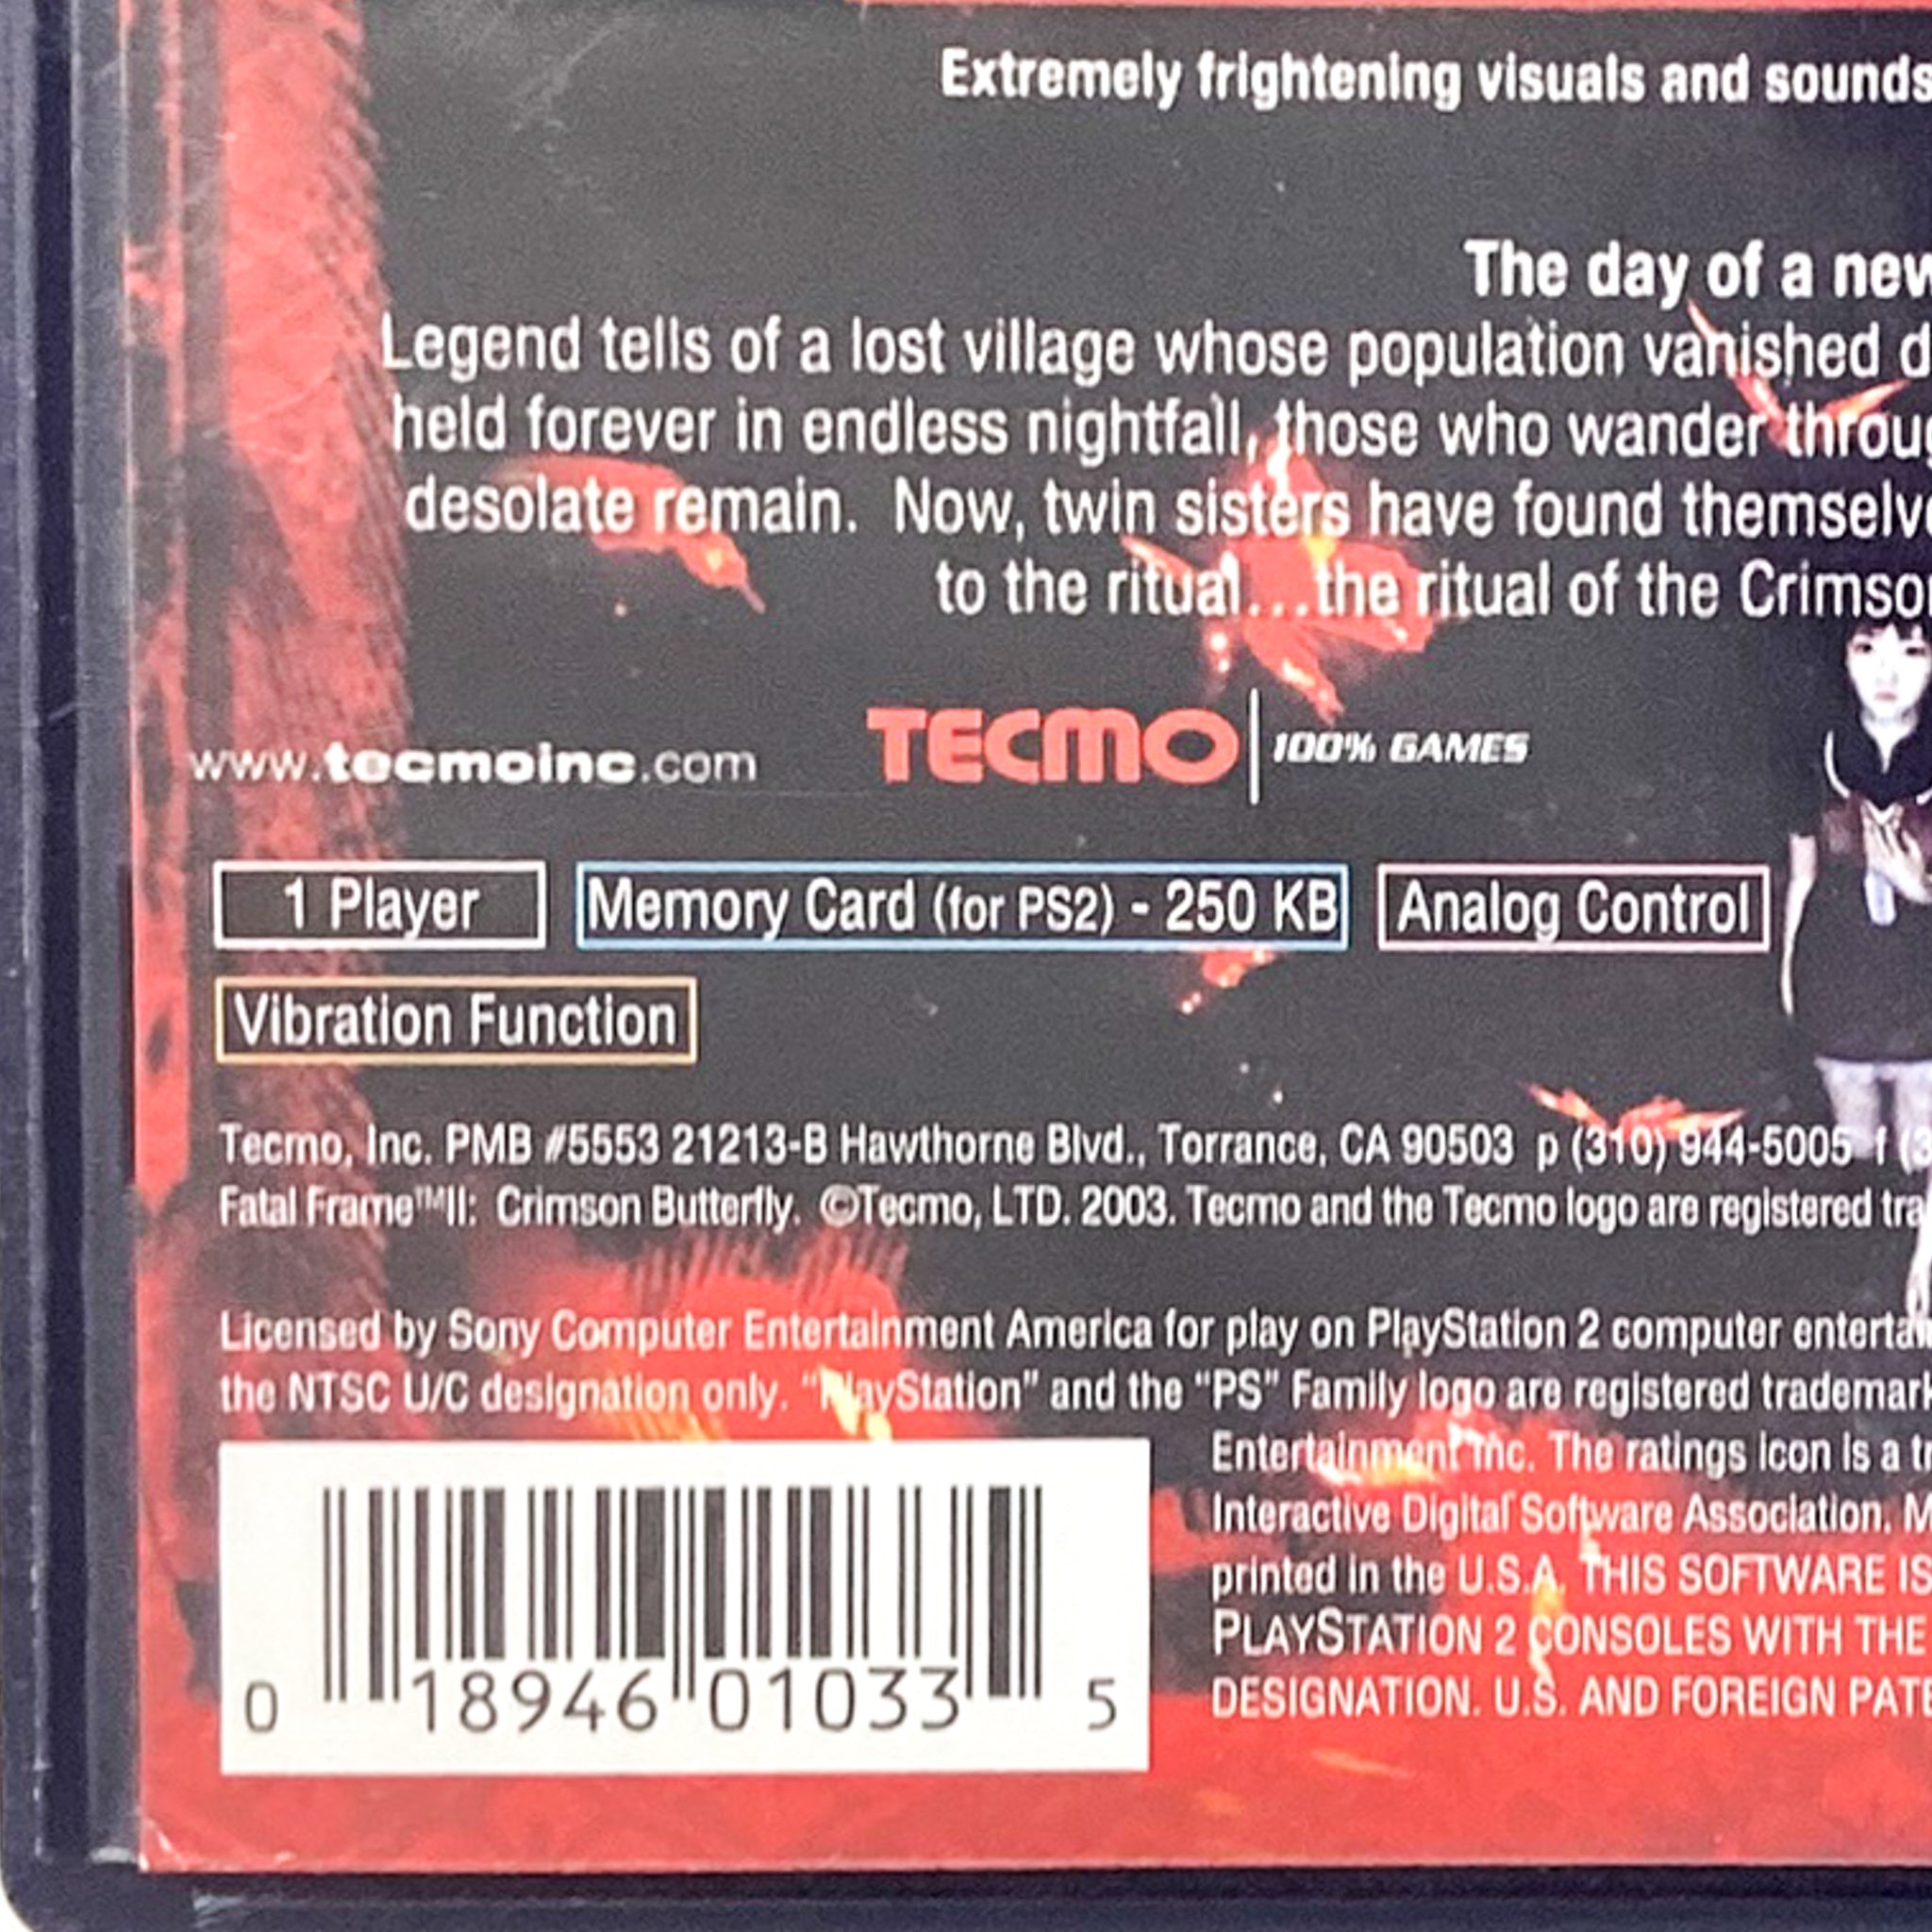 Extremely frightening visuals and sounds
The day of a new
Legend tells of a lost village whose population vanished
held forever in endless nightfall, those who wander
desolate remain. Now, twin sisters have found
to the ritual...the ritual of the
www.tecmoinc.com
TECMO 100% GAMES
1 Player
Memory Card (for PS2) - 250 KB
Analog Control
Vibration Function
Tecmo, Inc. PMB #5553 21213-B Hawthorne Blvd., Torrance, CA 90503 p (310) 944-5005 f
Fatal Frame™II: Crimson Butterfly. ©Tecmo, LTD. 2003. Tecmo and the Tecmo logo are registered
Licensed by Sony Computer Entertainment America for play on PlayStation 2 computer
the NTSC U/C designation only. “PlayStation” and the “PS” Family logo are registered
Entertainment Inc. The ratings icon is a
Interactive Digital Software Association.
printed in the U.S.A. THIS SOFTWARE IS
PLAYSTATION 2 CONSOLES WITH THE
DESIGNATION. U.S. AND FOREIGN
0 18946 01033 5